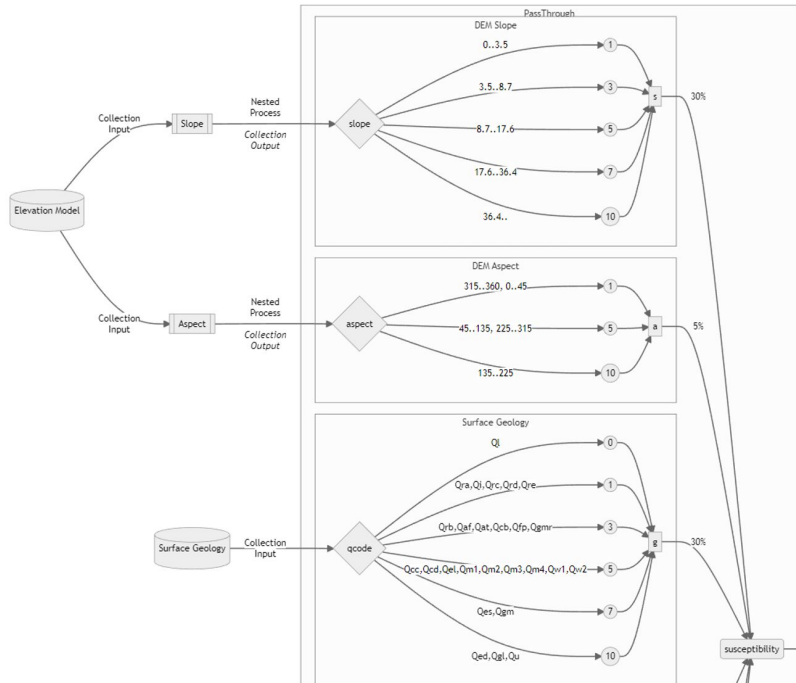 PassThrough
DEM Slope
0..3.5
1
3.5..8.7
3
s
30%
Nested
Process
Collection
Input
Slope
slope
8.7..17.6
5
Collection
Output
17.6..36.4
7
Elevation Model
36.4..
10
DEM Aspect
315..360, 0..45
1
Nested
Process
Collection
Input
Aspect
aspect
45..135, 225..315
5
a
5%
Collection
Output
135..225
10
Surface Geology
Ql
0
Qra,Qi,Qrc,Qrd,Qre
1
Qrb,Qaf,Qat,Qcb,Qfp,Qgmr
3
Surface Geology
Collection
Input
qcode
g
30%
Qcc,Qcd,Qel,Qm1,Qm2,Qm3,Qm4,Qw1,Qw2
5
Qes,Qgm
7
Qed,Qgl,Qu
10
susceptibility